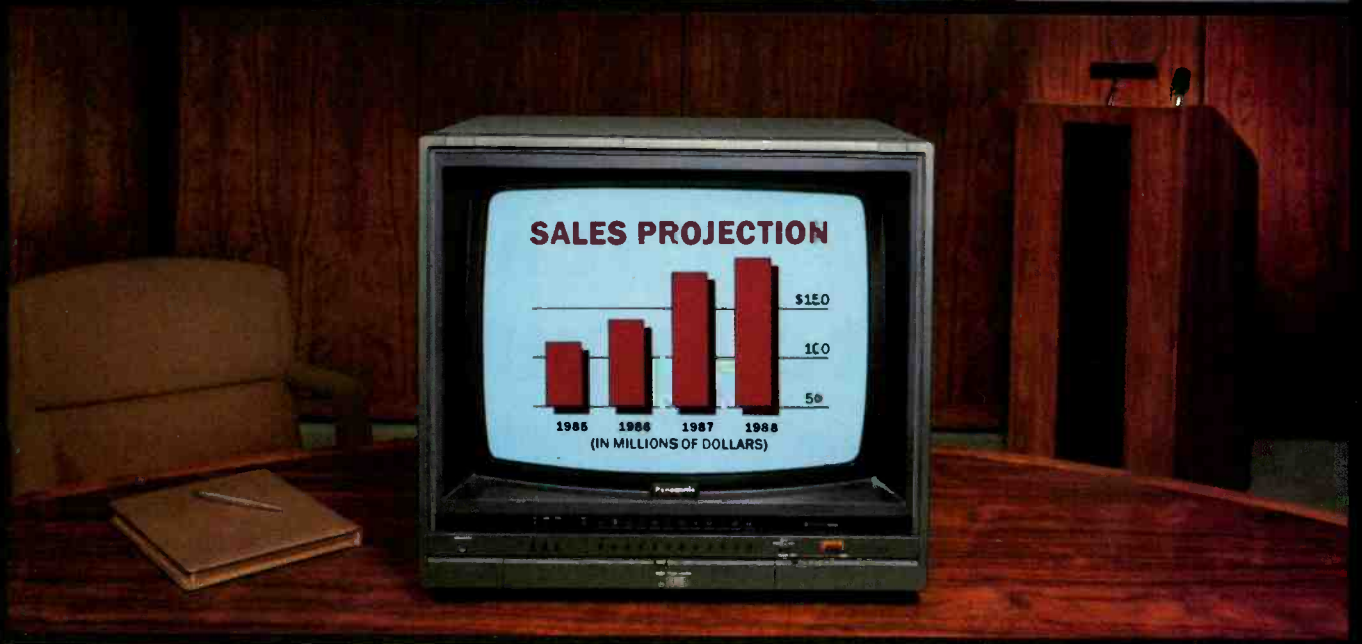 SALES PROJECTION
$150
100
50
1985 1986 1987 1988
(IN MILLIONS OF DOLLARS)
Panasonic